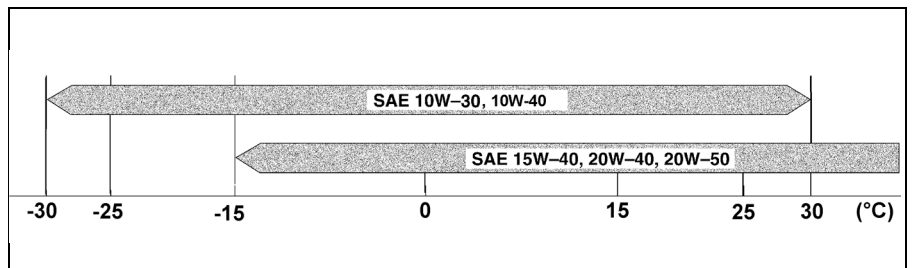 SAE 10W–30, 10W-40
SAE 15W–40, 20W–40, 20W–50
-30 -25 -15 0 15 25 30 (°C)